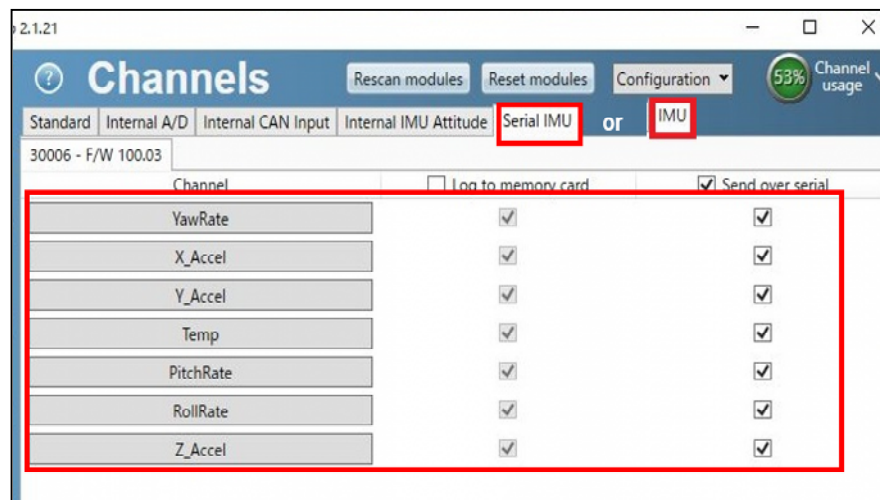 2.1.21
Channels
Rescan modules
Reset modules
Configuration
53%
Channel usage
Standard
Internal A/D
Internal CAN Input
Internal IMU Attitude
Serial IMU
or
IMU
30006 - F/W 100.03
Channel
Log to memory card
Send over serial
YawRate
X_Accel
Y_Accel
Temp
PitchRate
RollRate
Z_Accel